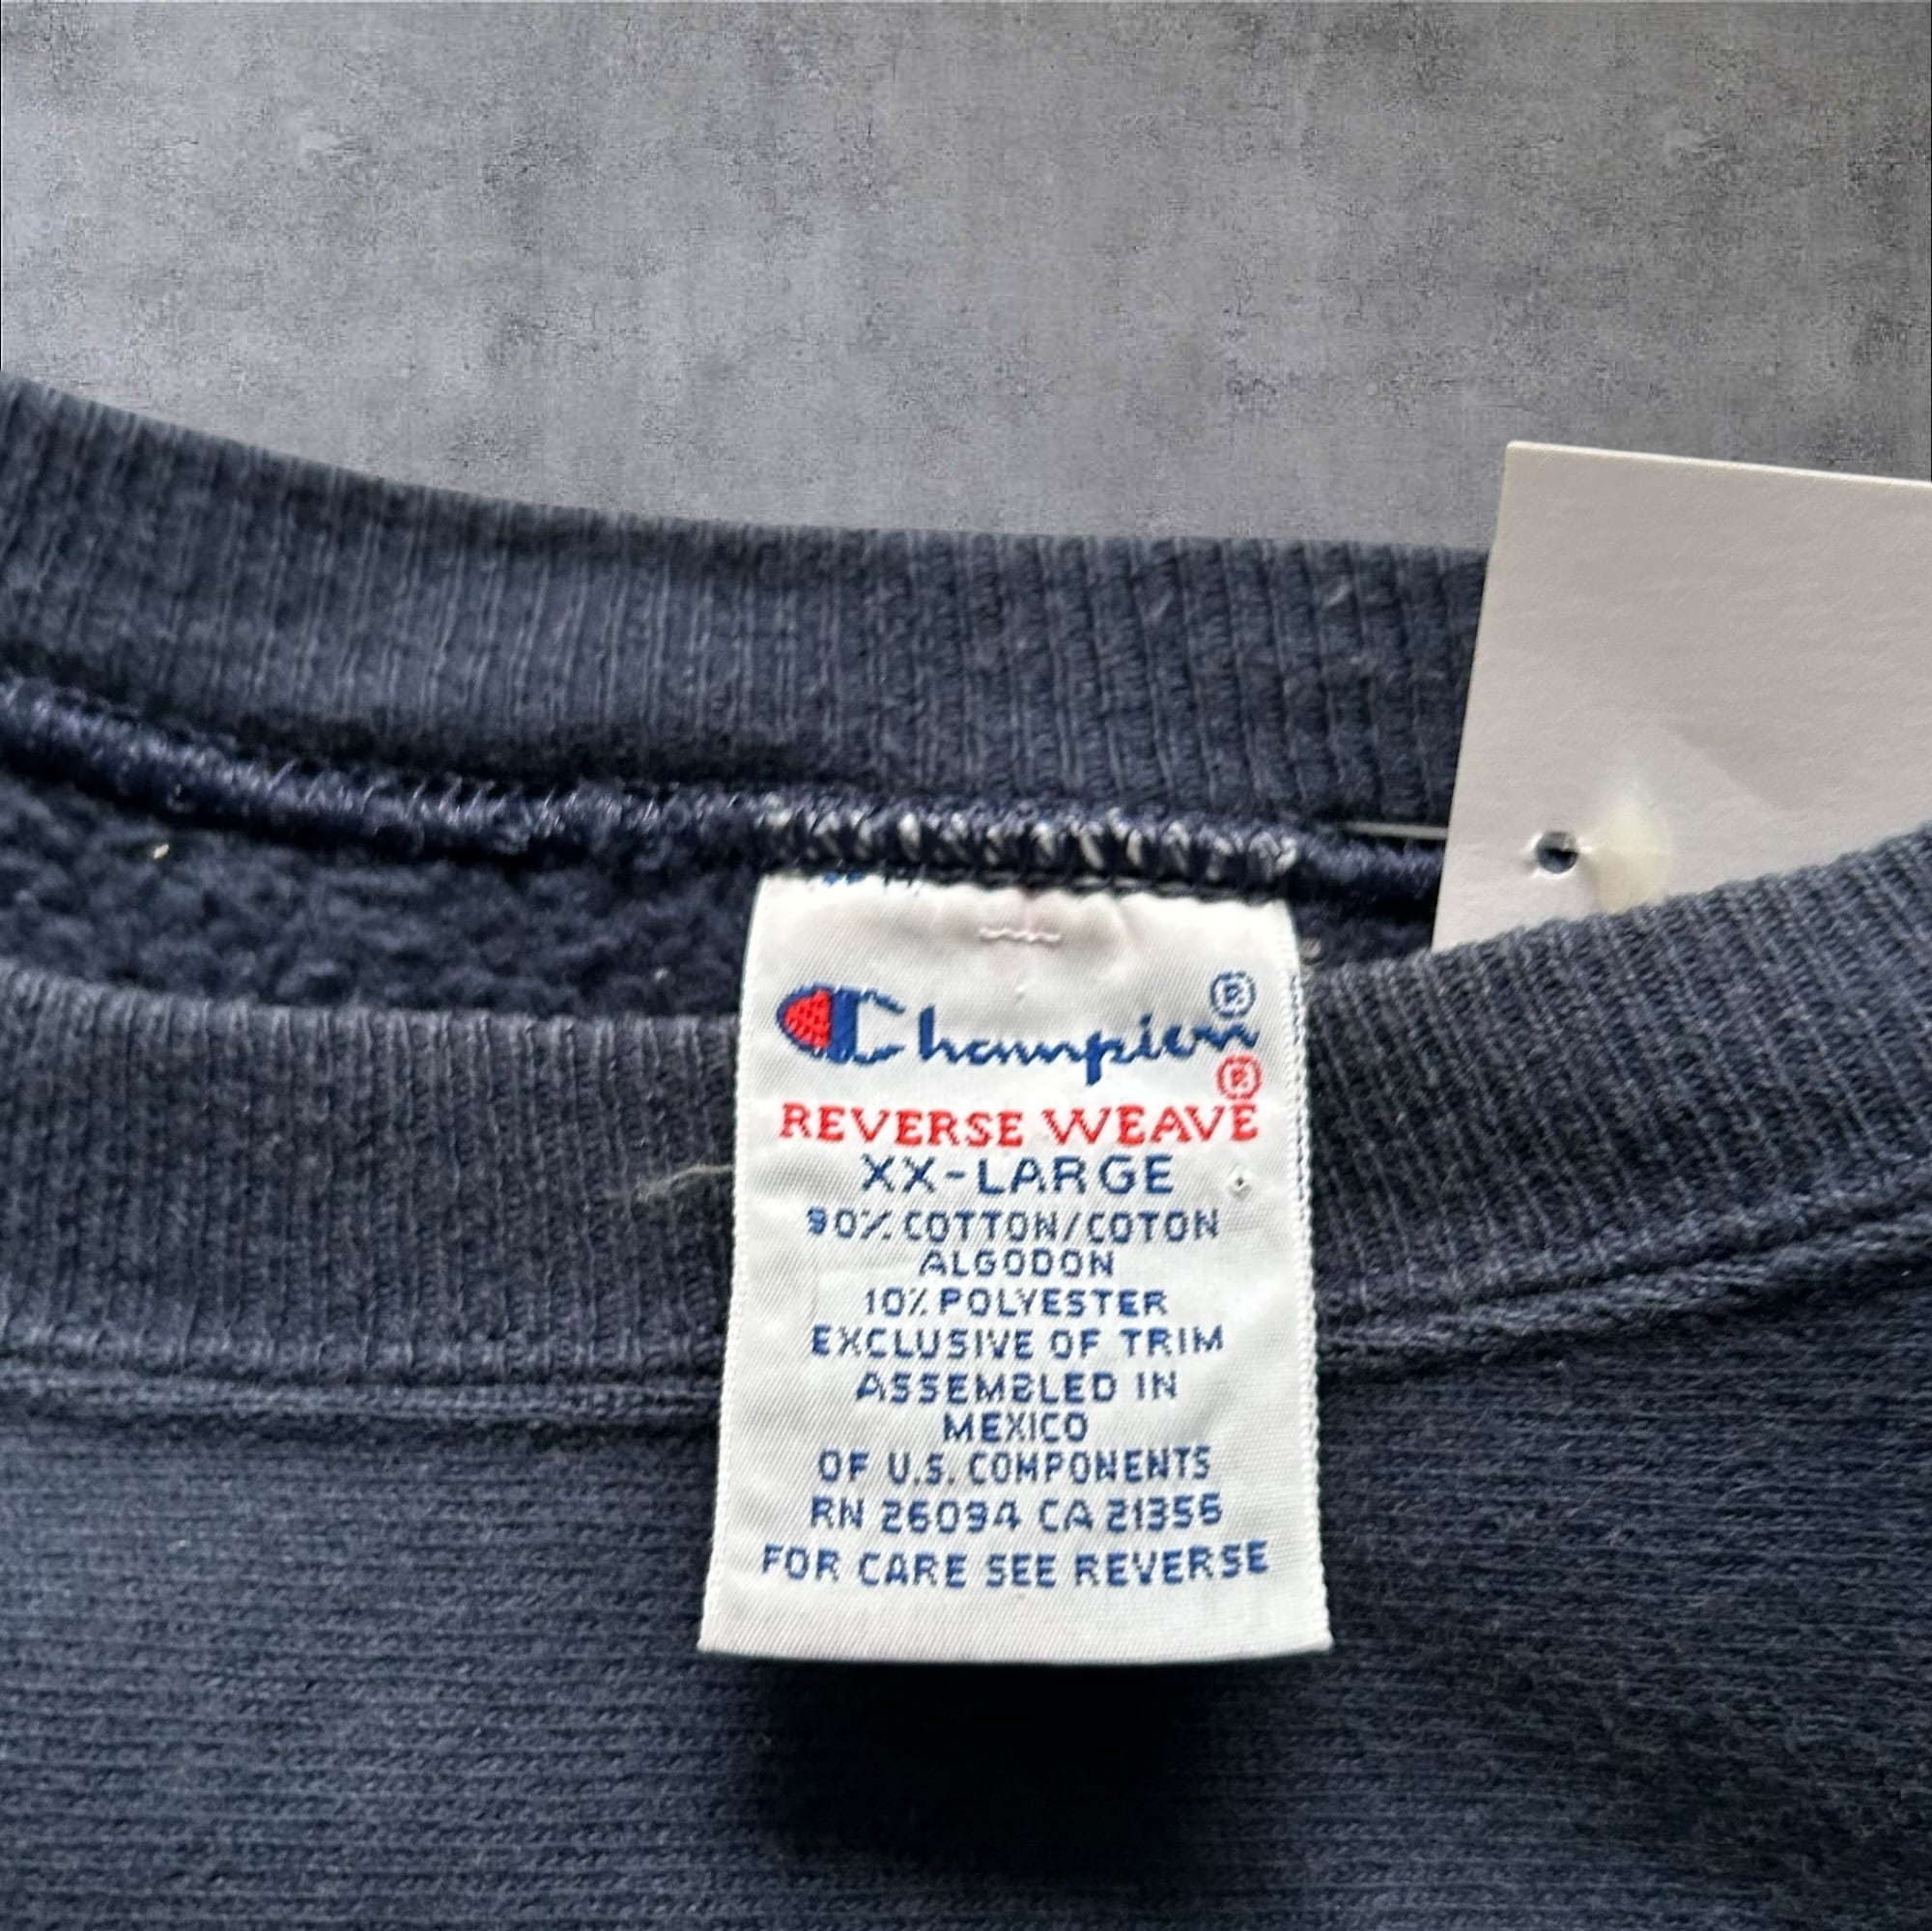 Champion®
REVERSE WEAVE®
XX-LARGE
90% COTTON/COTON
ALGODON
10% POLYESTER
EXCLUSIVE OF TRIM
ASSEMBLED IN
MEXICO
OF U.S. COMPONENTS
RN 26094 CA 21356
FOR CARE SEE REVERSE